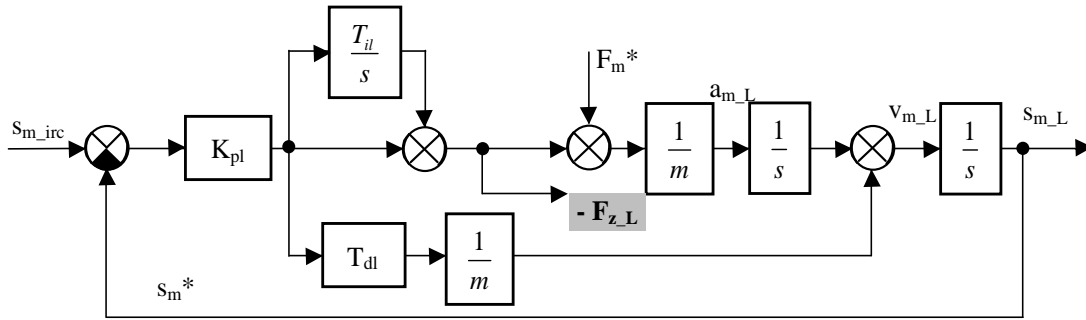 T_il
s
F_m*
a_m_L
v_m_L
s_m_L
s_m_irc
K_pl
1
m
1
s
1
s
- F_z_L
T_dl
1
m
s_m*